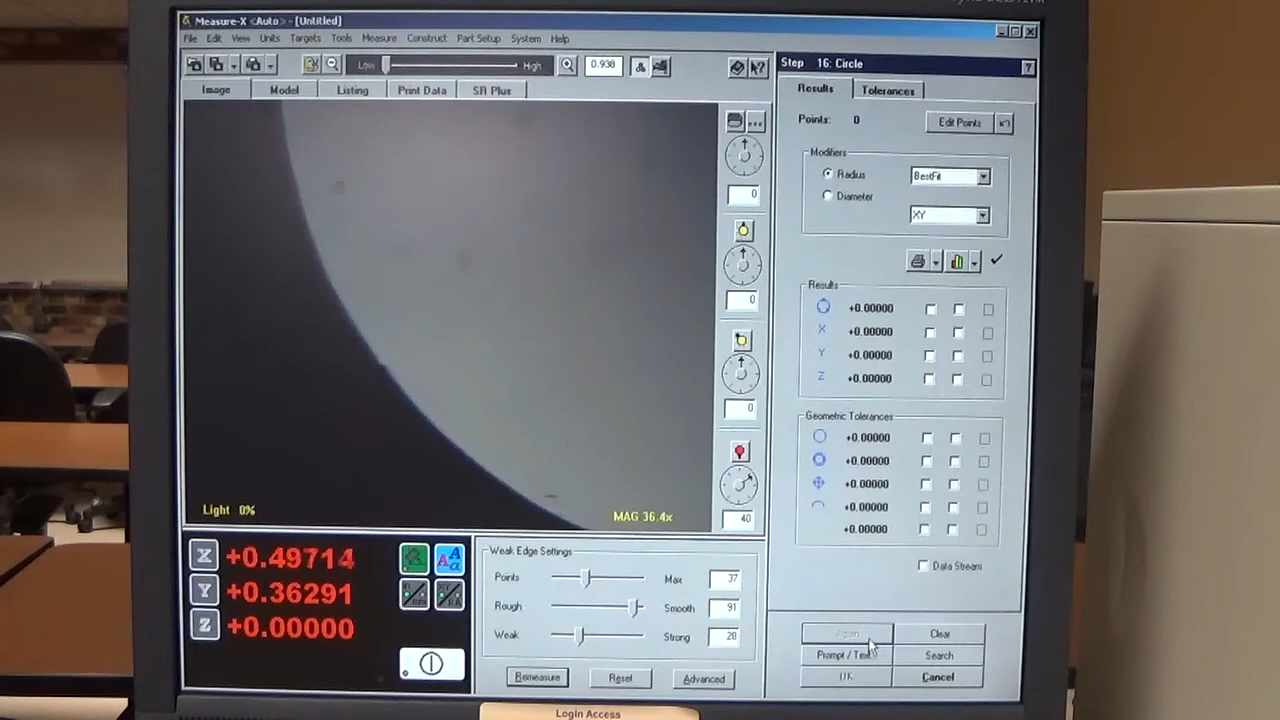 Measure-X <Auto> - [Untitled]
File Edit View Units Targets Tools Measure Construct Part Setup System Help
Low High 0.938
Image Model Listing Print Data SR Plus
Step 16: Circle
Results Tolerances
Points: 0 Edit Points
Modifiers
Radius BestFit
Diameter
XY
0
0
0
40
Results
+0.00000
X +0.00000
Y +0.00000
Z +0.00000
Geometric Tolerances
+0.00000
+0.00000
+0.00000
+0.00000
+0.00000
Data Stream
Again Clear
Prompt / Text Search
OK Cancel
Light 0% MAG 36.4x
X +0.49714
Y +0.36291
Z +0.00000
Weak Edge Settings
Points Max 37
Rough Smooth 91
Weak Strong 28
Remeasure Reset Advanced
Login Access